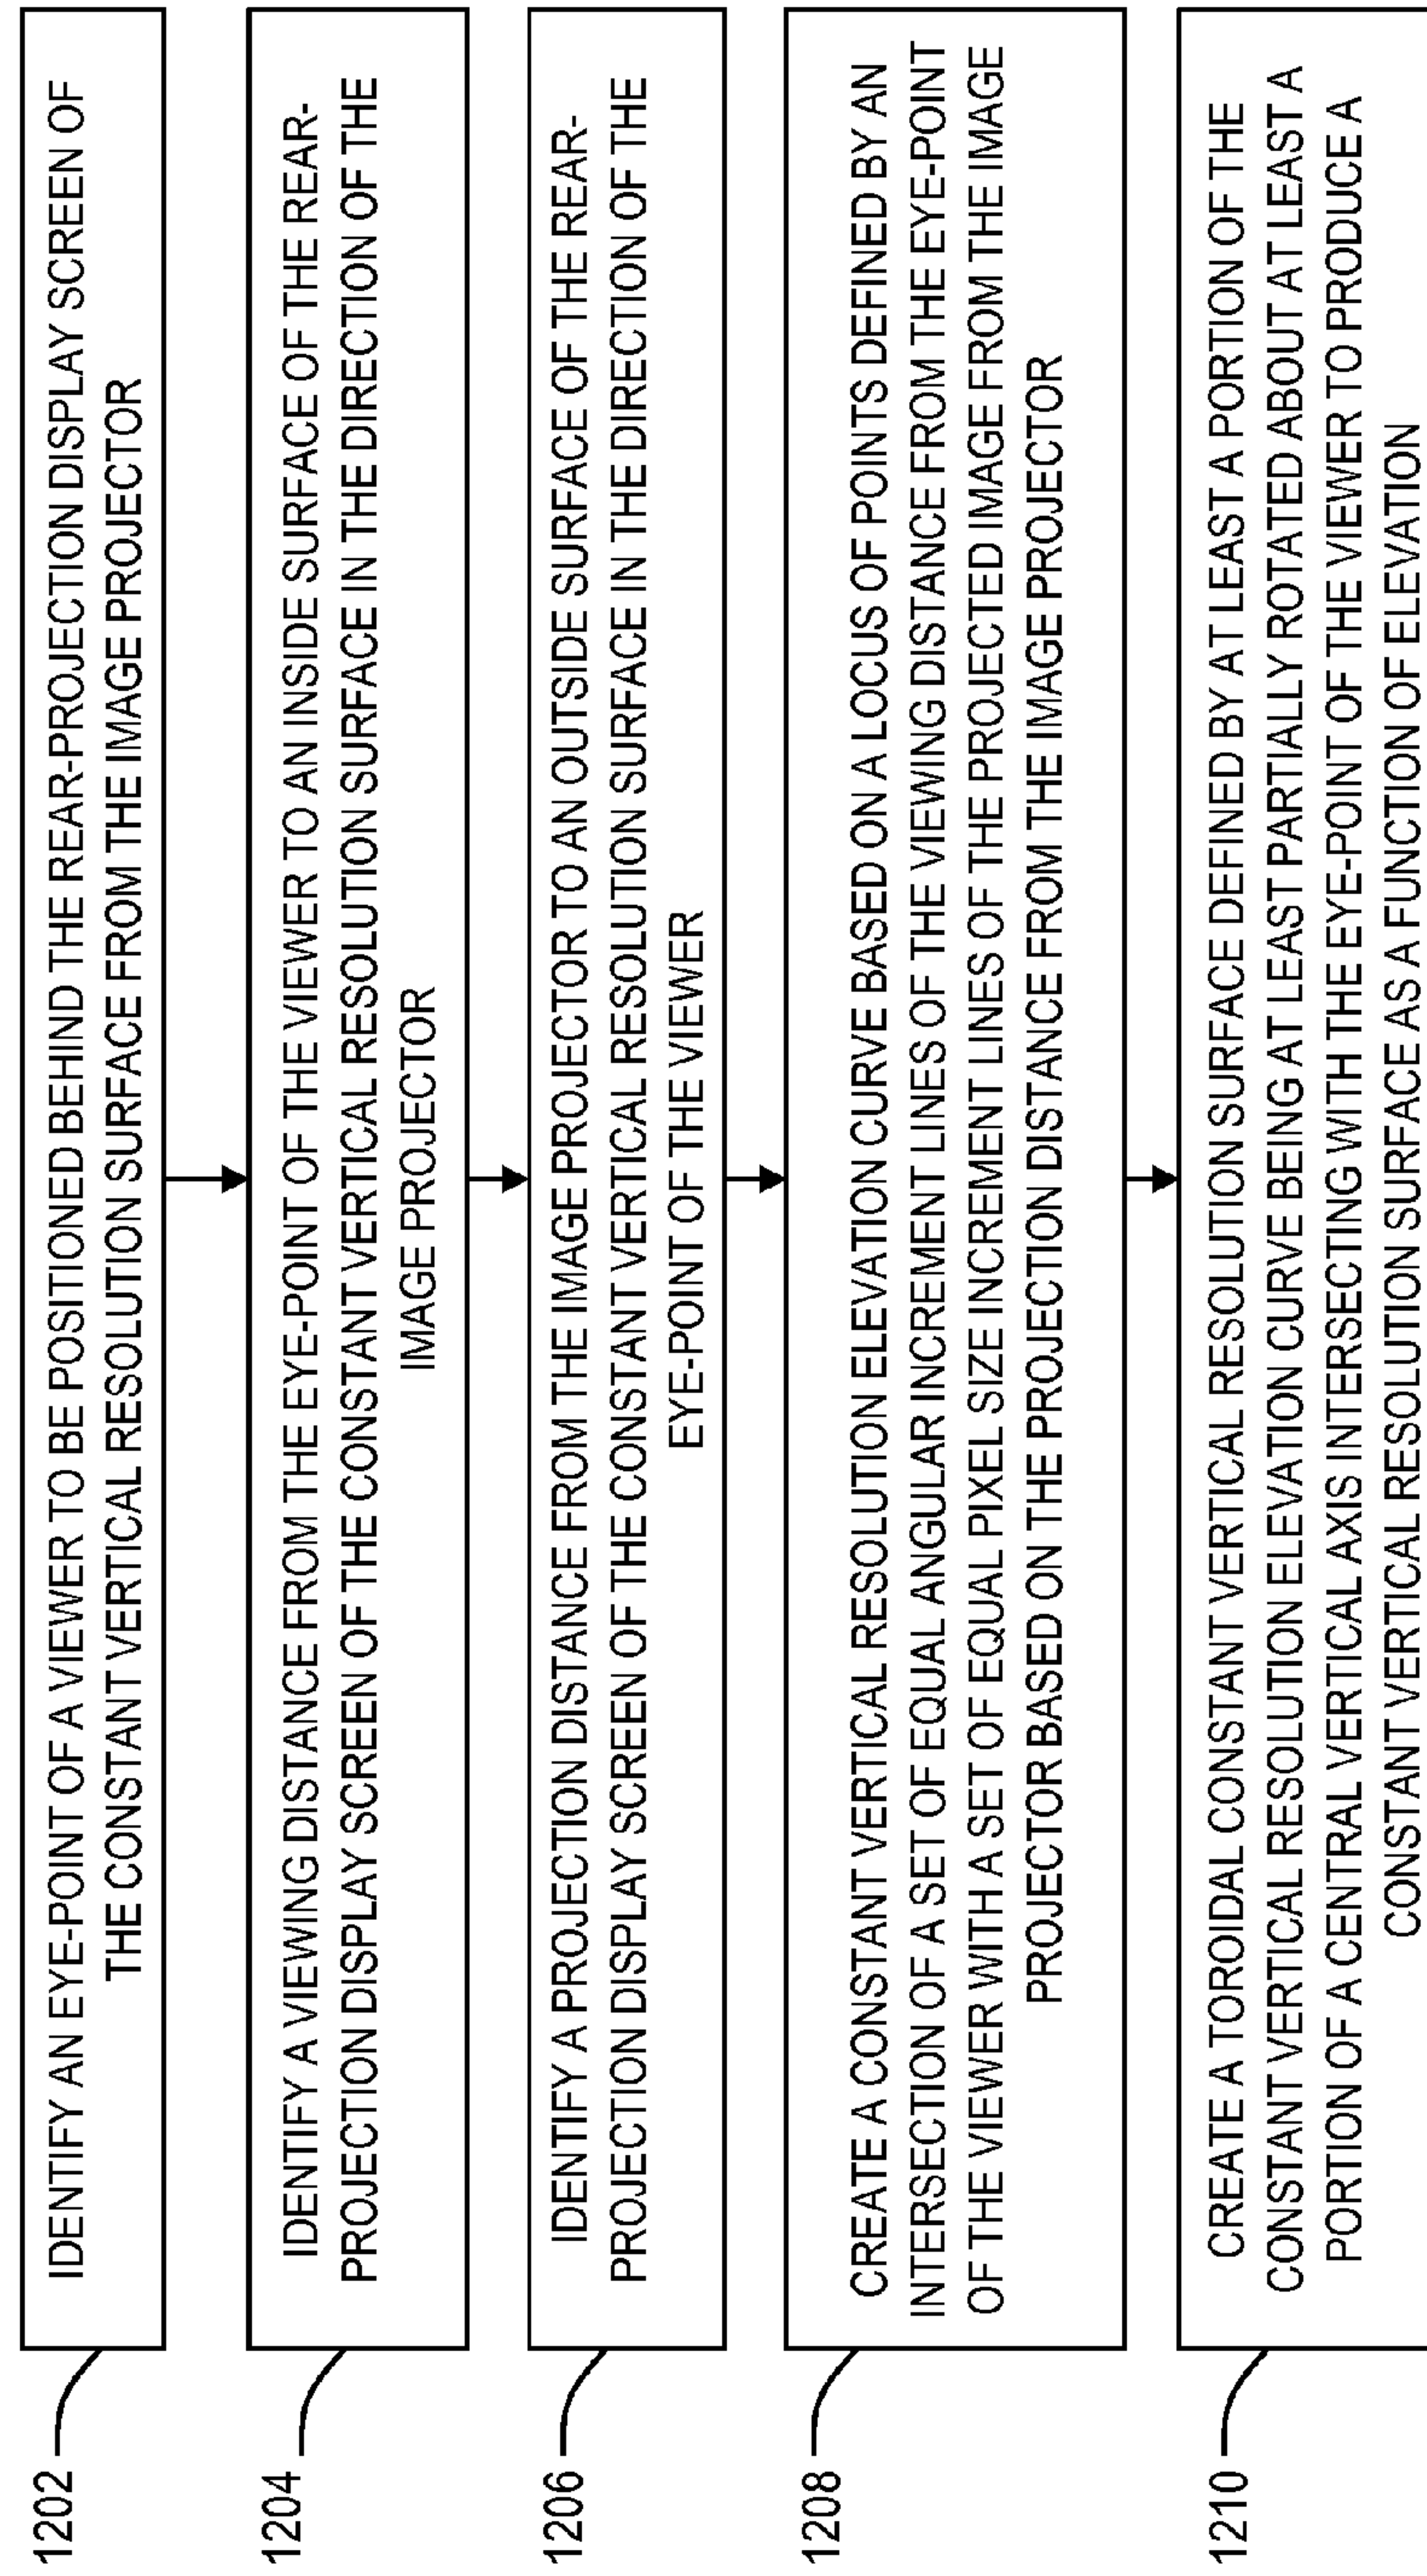 1202
IDENTIFY AN EYE-POINT OF A VIEWER TO BE POSITIONED BEHIND THE REAR-PROJECTION DISPLAY SCREEN OF
THE CONSTANT VERTICAL RESOLUTION SURFACE FROM THE IMAGE PROJECTOR
1204
IDENTIFY A VIEWING DISTANCE FROM THE EYE-POINT OF THE VIEWER TO AN INSIDE SURFACE OF THE REAR-
PROJECTION DISPLAY SCREEN OF THE CONSTANT VERTICAL RESOLUTION SURFACE IN THE DIRECTION OF THE
IMAGE PROJECTOR
1206
IDENTIFY A PROJECTION DISTANCE FROM THE IMAGE PROJECTOR TO AN OUTSIDE SURFACE OF THE REAR-
PROJECTION DISPLAY SCREEN OF THE CONSTANT VERTICAL RESOLUTION SURFACE IN THE DIRECTION OF THE
EYE-POINT OF THE VIEWER
1208
CREATE A CONSTANT VERTICAL RESOLUTION ELEVATION CURVE BASED ON A LOCUS OF POINTS DEFINED BY AN
INTERSECTION OF A SET OF EQUAL ANGULAR INCREMENT LINES OF THE VIEWING DISTANCE FROM THE EYE-POINT
OF THE VIEWER WITH A SET OF EQUAL PIXEL SIZE INCREMENT LINES OF THE PROJECTED IMAGE FROM THE IMAGE
PROJECTOR BASED ON THE PROJECTION DISTANCE FROM THE IMAGE PROJECTOR
1210
CREATE A TOROIDAL CONSTANT VERTICAL RESOLUTION SURFACE DEFINED BY AT LEAST A PORTION OF THE
CONSTANT VERTICAL RESOLUTION ELEVATION CURVE BEING AT LEAST PARTIALLY ROTATED ABOUT AT LEAST A
PORTION OF A CENTRAL VERTICAL AXIS INTERSECTING WITH THE EYE-POINT OF THE VIEWER TO PRODUCE A
CONSTANT VERTICAL RESOLUTION SURFACE AS A FUNCTION OF ELEVATION